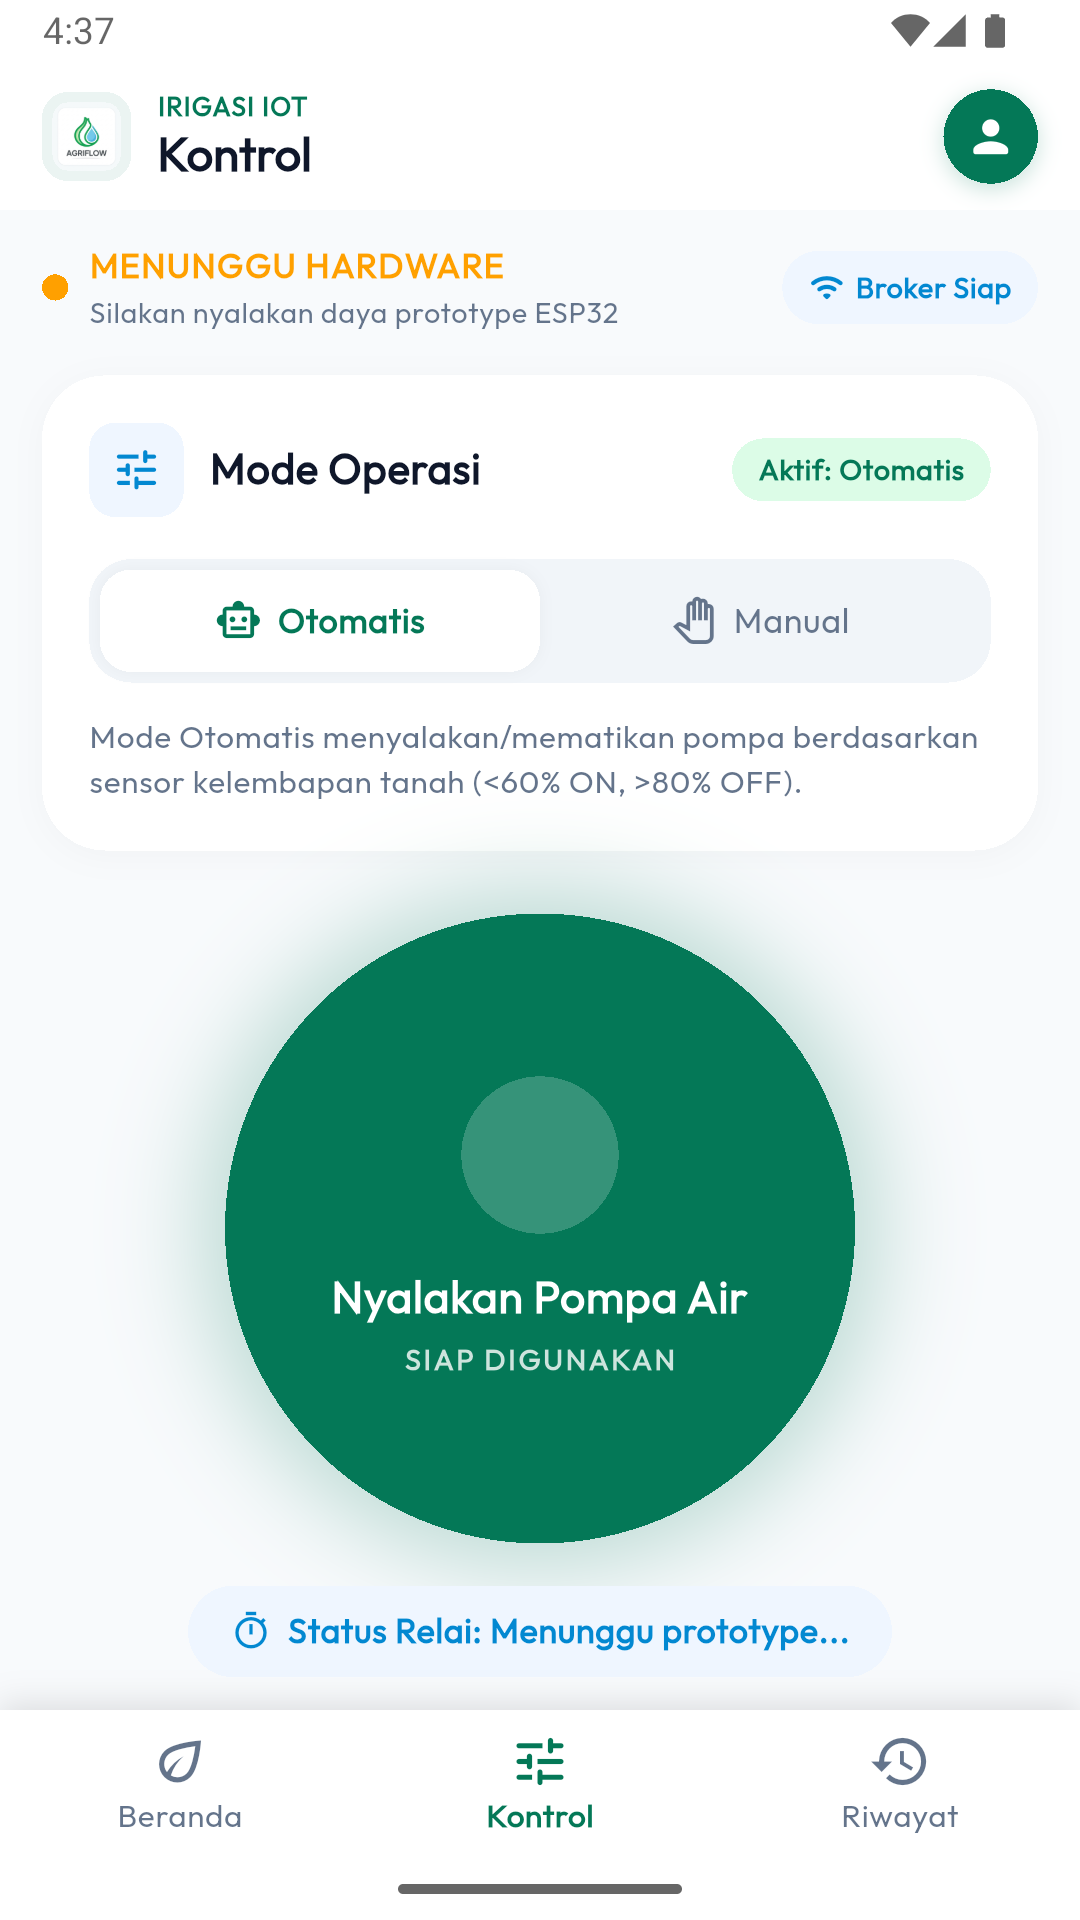 4:37
AGRIFLOW
IRIGASI IOT
Kontrol
MENUNGGU HARDWARE
Silakan nyalakan daya prototype ESP32
Broker Siap
Mode Operasi
Aktif: Otomatis
Otomatis
Manual
Mode Otomatis menyalakan/mematikan pompa berdasarkan
sensor kelembapan tanah (<60% ON, >80% OFF).
Nyalakan Pompa Air
SIAP DIGUNAKAN
Status Relai: Menunggu prototype...
Beranda
Kontrol
Riwayat